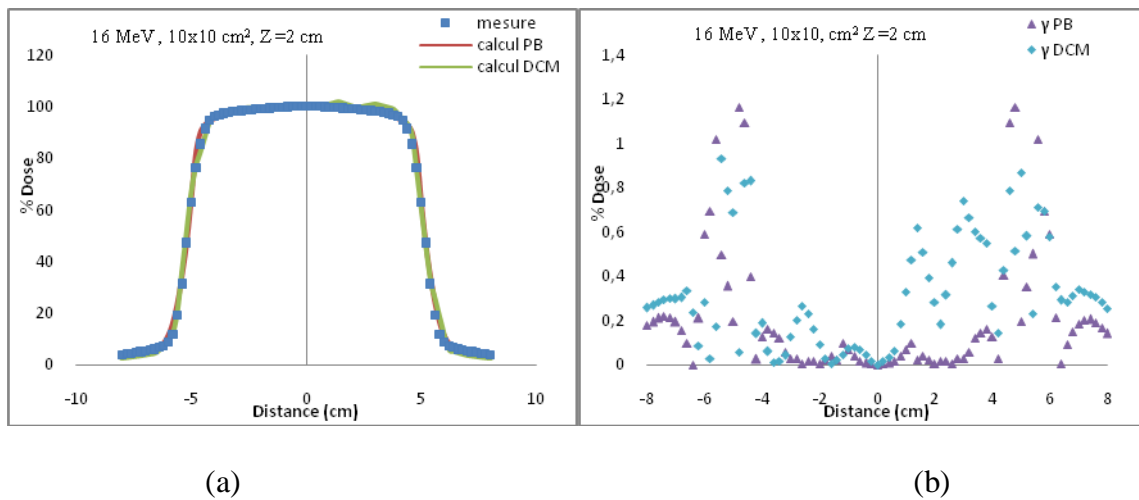 16 MeV , 10x10 cm², Z =2 cm
mesure
calcul PB
calcul DCM
120
100
80
60
40
20
0
% Dose
-10 -5 0 5 10
Distance (cm)
16 MeV , 10x10, cm² Z =2 cm
γ PB
γ DCM
1,4
1,2
1
0,8
0,6
0,4
0,2
0
% Dose
-8 -6 -4 -2 0 2 4 6 8
Distance (cm)
(a) (b)